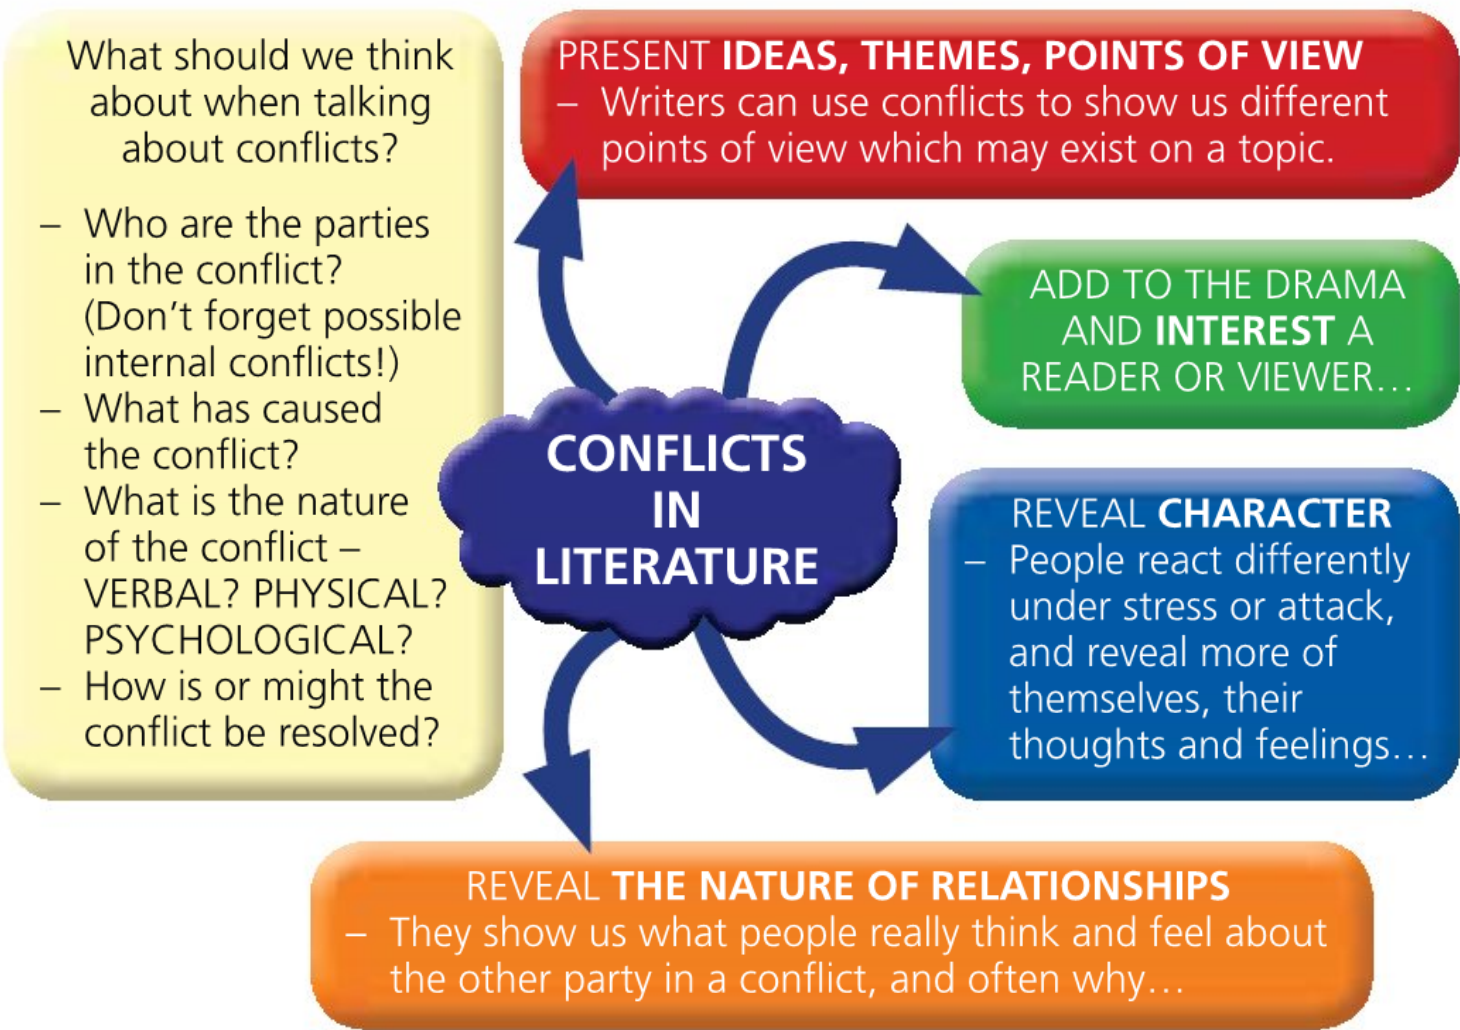 What should we think
about when talking
about conflicts?
– Who are the parties
in the conflict?
(Don’t forget possible
internal conflicts!)
– What has caused
the conflict?
– What is the nature
of the conflict –
VERBAL? PHYSICAL?
PSYCHOLOGICAL?
– How is or might the
conflict be resolved?
PRESENT IDEAS, THEMES, POINTS OF VIEW
– Writers can use conflicts to show us different
points of view which may exist on a topic.
ADD TO THE DRAMA
AND INTEREST A
READER OR VIEWER…
CONFLICTS
IN
LITERATURE
REVEAL CHARACTER
– People react differently
under stress or attack,
and reveal more of
themselves, their
thoughts and feelings…
REVEAL THE NATURE OF RELATIONSHIPS
– They show us what people really think and feel about
the other party in a conflict, and often why…